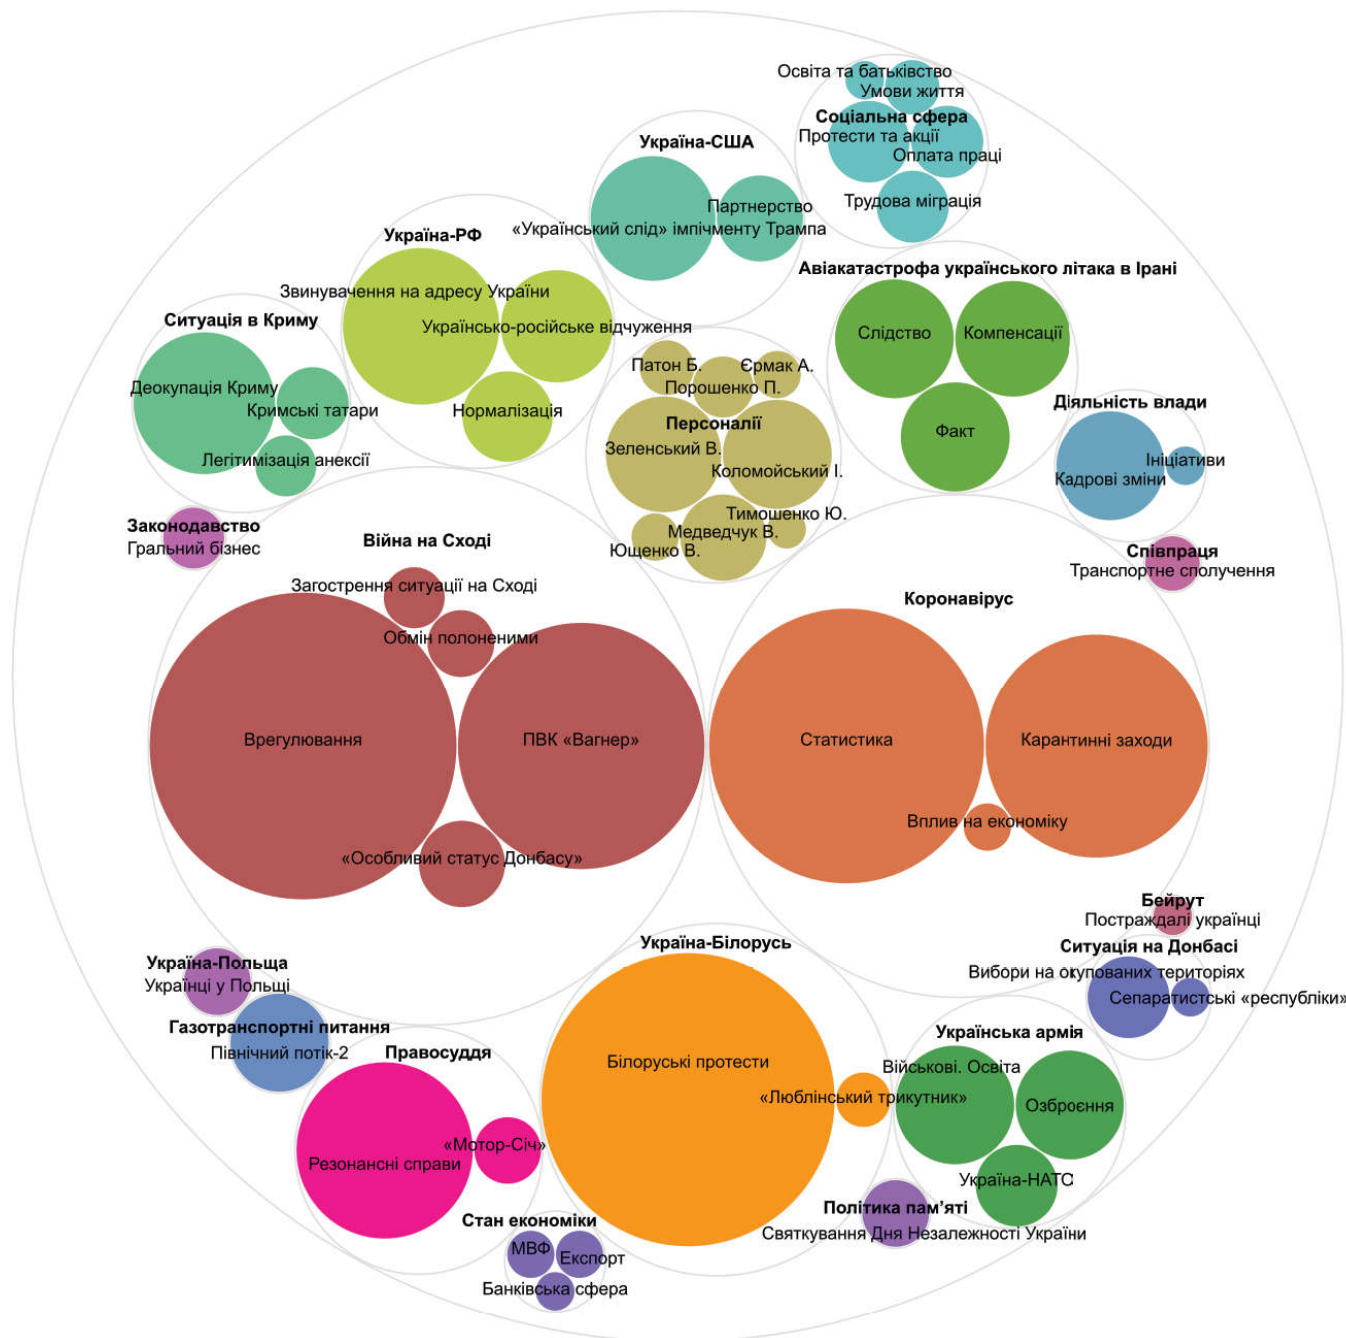 Освіта та батьківство
Умови життя
Соціальна сфера
Протести та акції
Оплата праці
Трудова міграція
Україна-США
Партнерство
«Український слід» імпічменту Трампа
Україна-РФ
Звинувачення на адресу України
Українсько-російське відчуження
Нормалізація
Авіакатастрофа українського літака в Ірані
Слідство
Компенсації
Факт
Ситуація в Криму
Деокупація Криму
Кримські татари
Легітимізація анексії
Патон Б.
Єрмак А.
Порошенко П.
Персоналії
Зеленський В.
Коломойський І.
Тимошенко Ю.
Медведчук В.
Ющенко В.
Діяльність влади
Ініціативи
Кадрові зміни
Законодавство
Гральний бізнес
Війна на Сході
Загострення ситуації на Сході
Обмін полоненими
Врегулювання
ПВК «Вагнер»
«Особливий статус Донбасу»
Співпраця
Транспортне сполучення
Коронавірус
Статистика
Карантинні заходи
Вплив на економіку
Бейрут
Постраждалі українці
Ситуація на Донбасі
Вибори на окупованих територіях
Сепаратистські «республіки»
Україна-Польща
Українці у Польщі
Газотранспортні питання
Північний потік-2
Україна-Білорусь
Білоруські протести
«Люблінський трикутник»
Українська армія
Військові. Освіта
Озброєння
Україна-НАТО
Правосуддя
«Мотор-Січ»
Резонансні справи
Політика пам’яті
Святкування Дня Незалежності України
Стан економіки
МВФ
Експорт
Банківська сфера